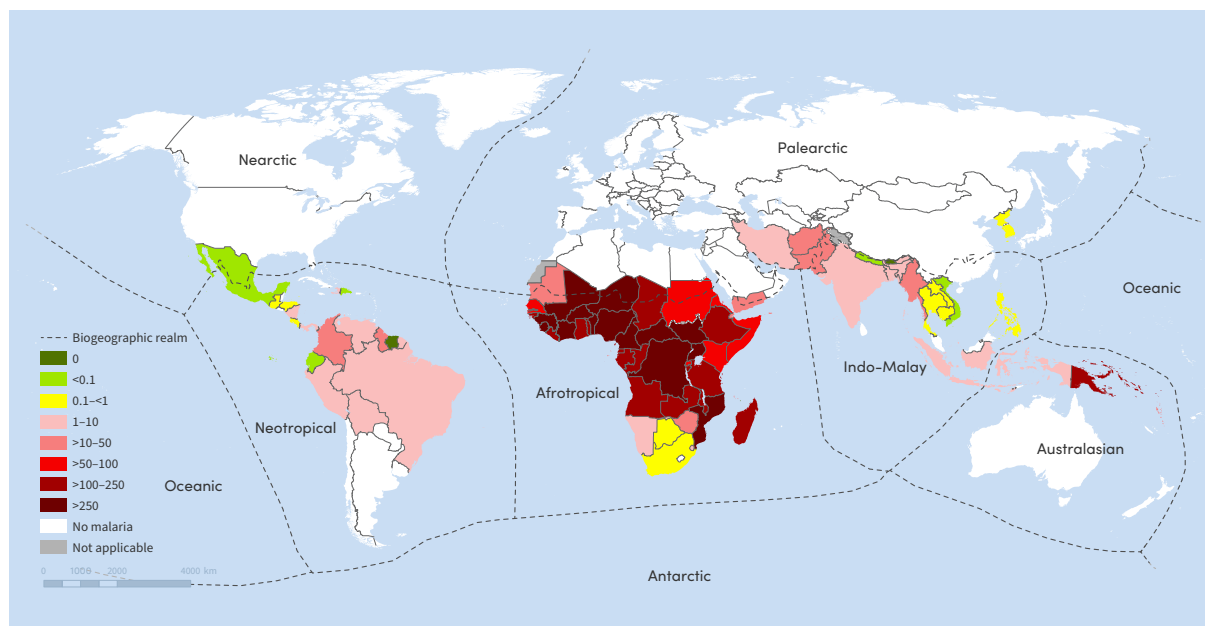 Nearctic
Palearctic
Oceanic
Biogeographic realm
0
<0.1
0.1–<1
1–10
>10–50
>50–100
>100–250
>250
No malaria
Not applicable
Indo-Malay
Afrotropical
Neotropical
Australasian
Oceanic
0 1000 2000 4000 km
Antarctic